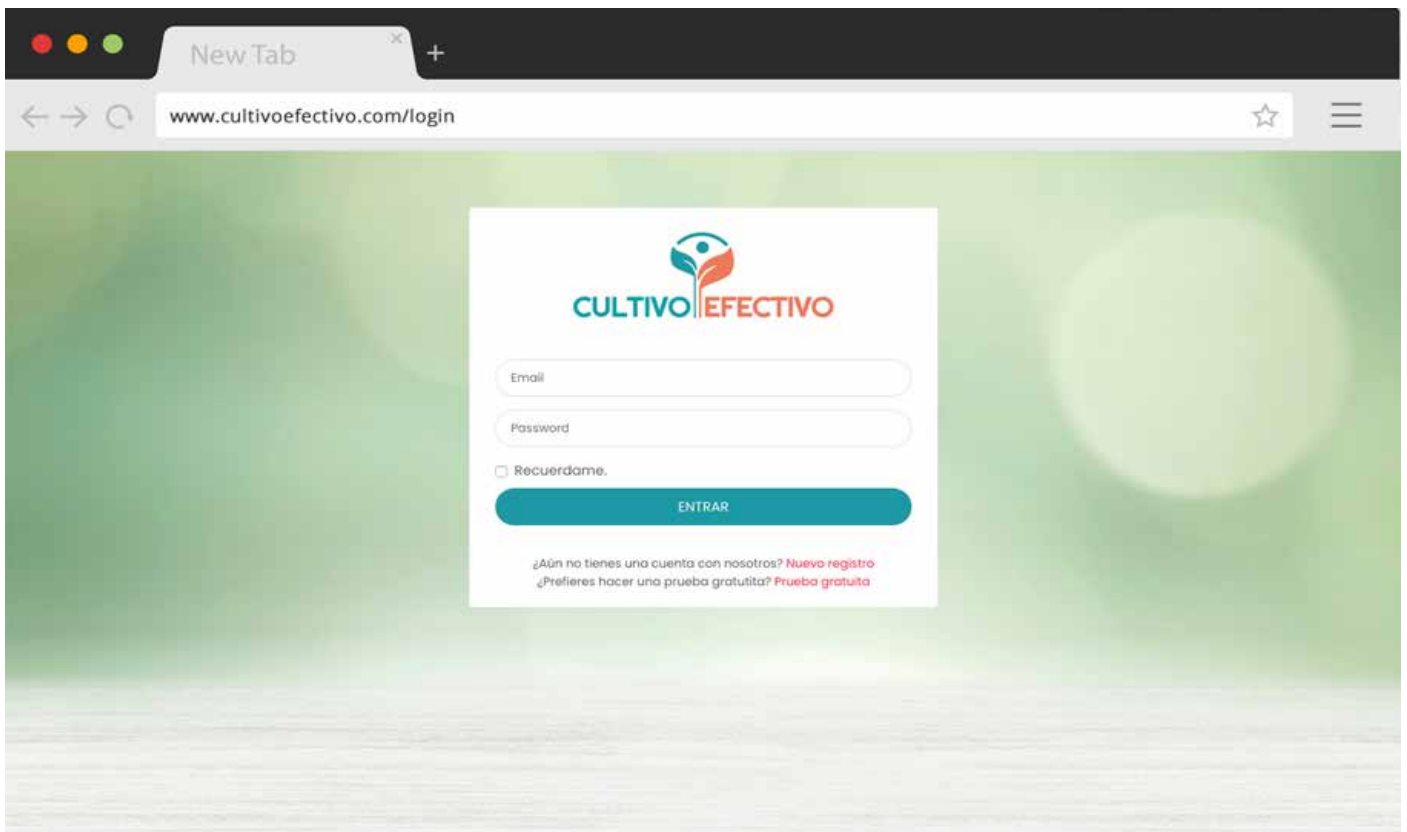 New Tab
www.cultivoefectivo.com/login
CULTIVO EFECTIVO
Email
Password
Recuerdame.
ENTRAR
¿Aún no tienes una cuenta con nosotros? Nuevo registro
¿Prefieres hacer una prueba gratutita? Prueba gratuita